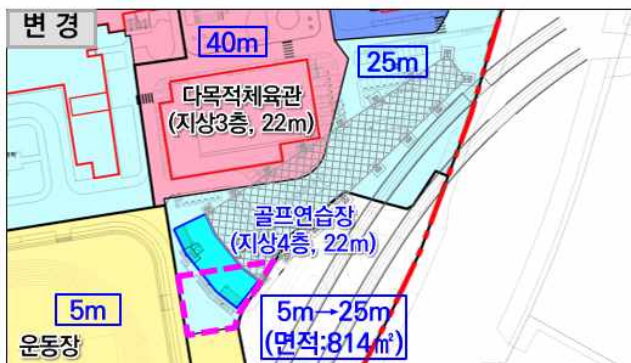 변 경
40m
25m
다목적체육관
(지상3층, 22m)
골프연습장
(지상4층, 22m)
5m
5m→25m
(면적;814㎡)
운동장